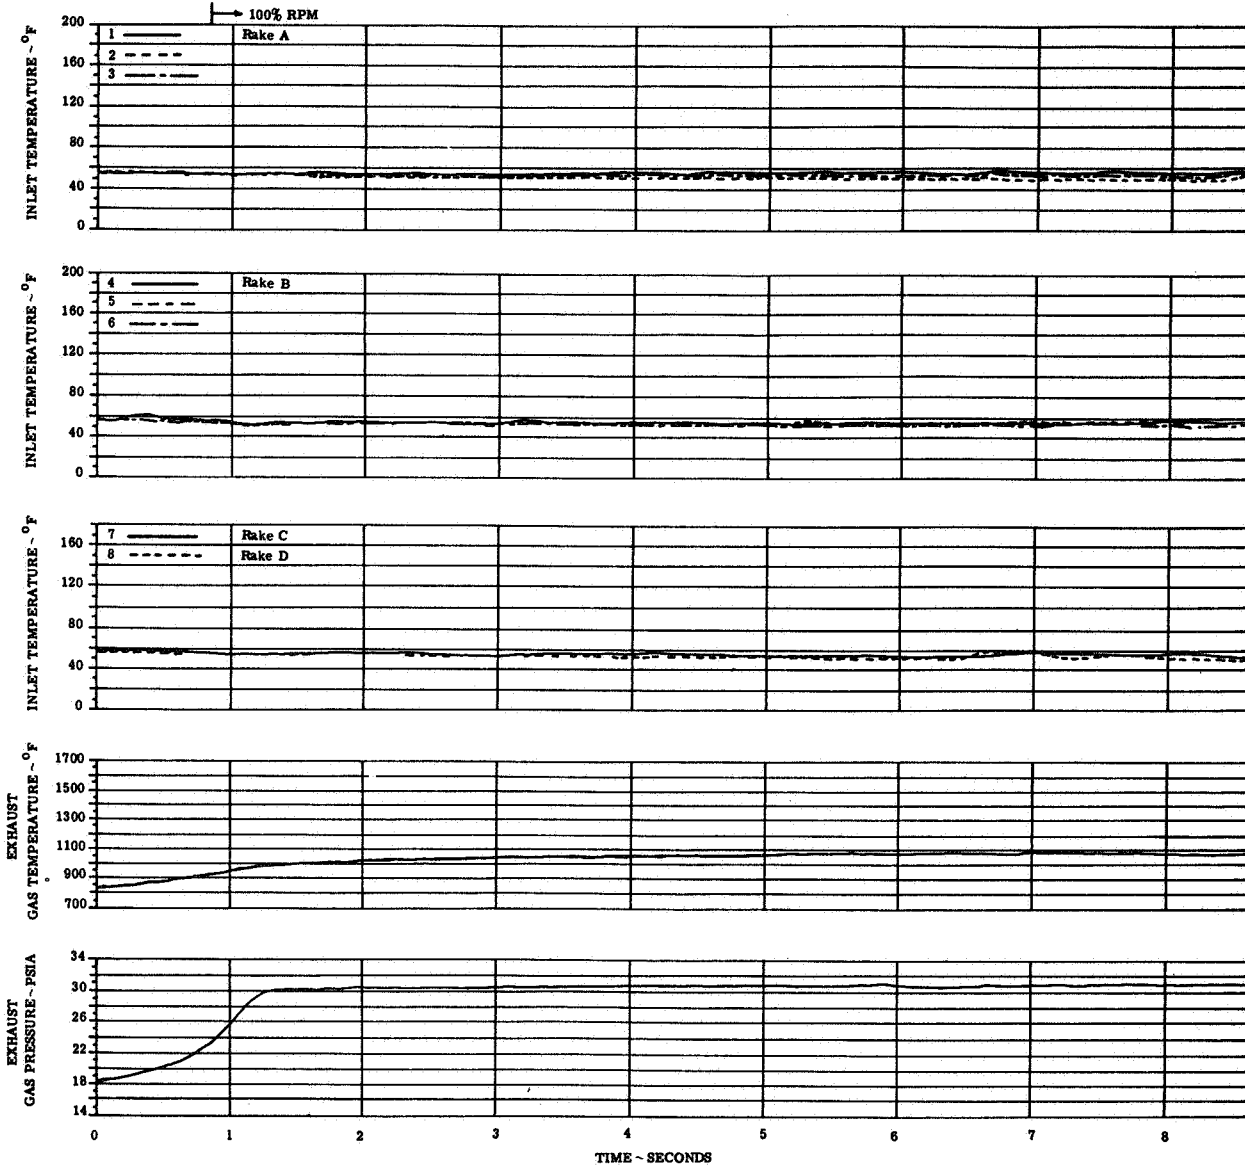 100% RPM
INLET TEMPERATURE ~ °F
200
160
120
80
40
0
1
2
3
Rake A
INLET TEMPERATURE ~ °F
200
160
120
80
40
0
4
5
6
Rake B
INLET TEMPERATURE ~ °F
160
120
80
40
0
7
8
Rake C
Rake D
EXHAUST
GAS TEMPERATURE ~ °F
1700
1500
1300
1100
900
700
EXHAUST
GAS PRESSURE ~ PSIA
34
30
26
22
18
14
0 1 2 3 4 5 6 7 8
TIME ~ SECONDS